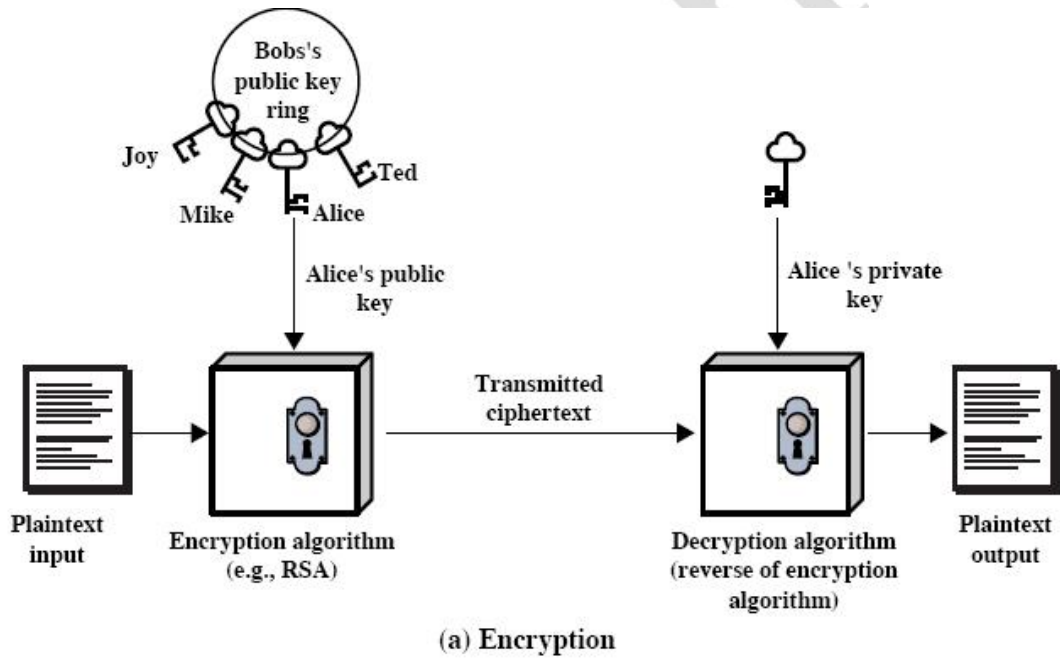 Bobs's
public key
ring
Joy
Ted
Mike
Alice
Alice's public
key
Alice 's private
key
Transmitted
ciphertext
Plaintext
input
Encryption algorithm
(e.g., RSA)
Decryption algorithm
(reverse of encryption
algorithm)
Plaintext
output
(a) Encryption